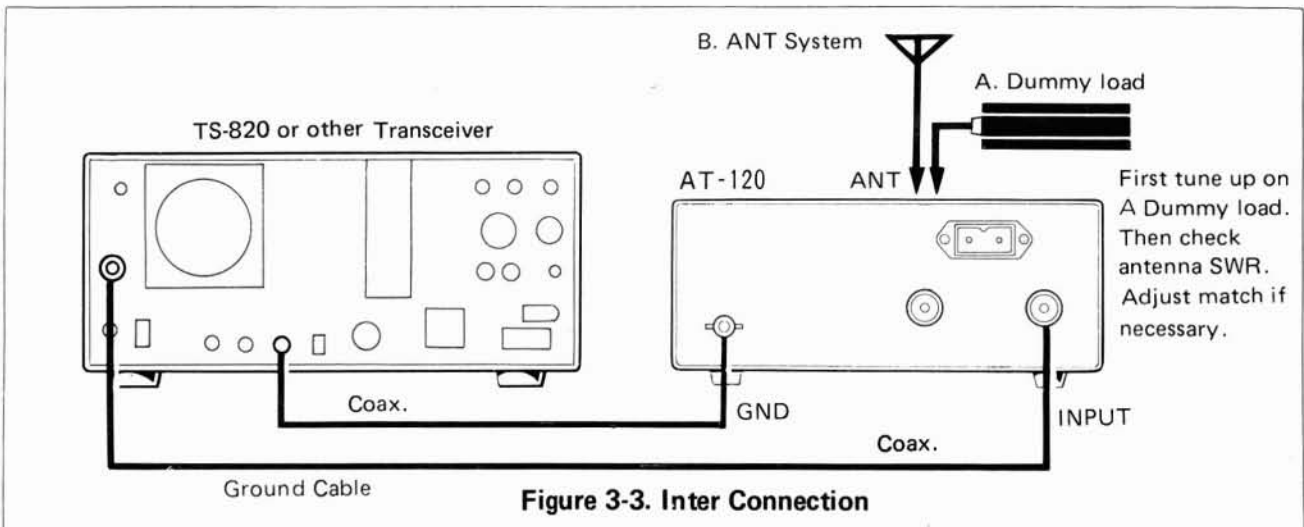 B. ANT System
A. Dummy load
TS-820 or other Transceiver
AT-120
ANT
First tune up on
A Dummy load.
Then check
antenna SWR.
Adjust match if
necessary.
Coax.
GND
INPUT
Coax.
Ground Cable
Figure 3-3. Inter Connection